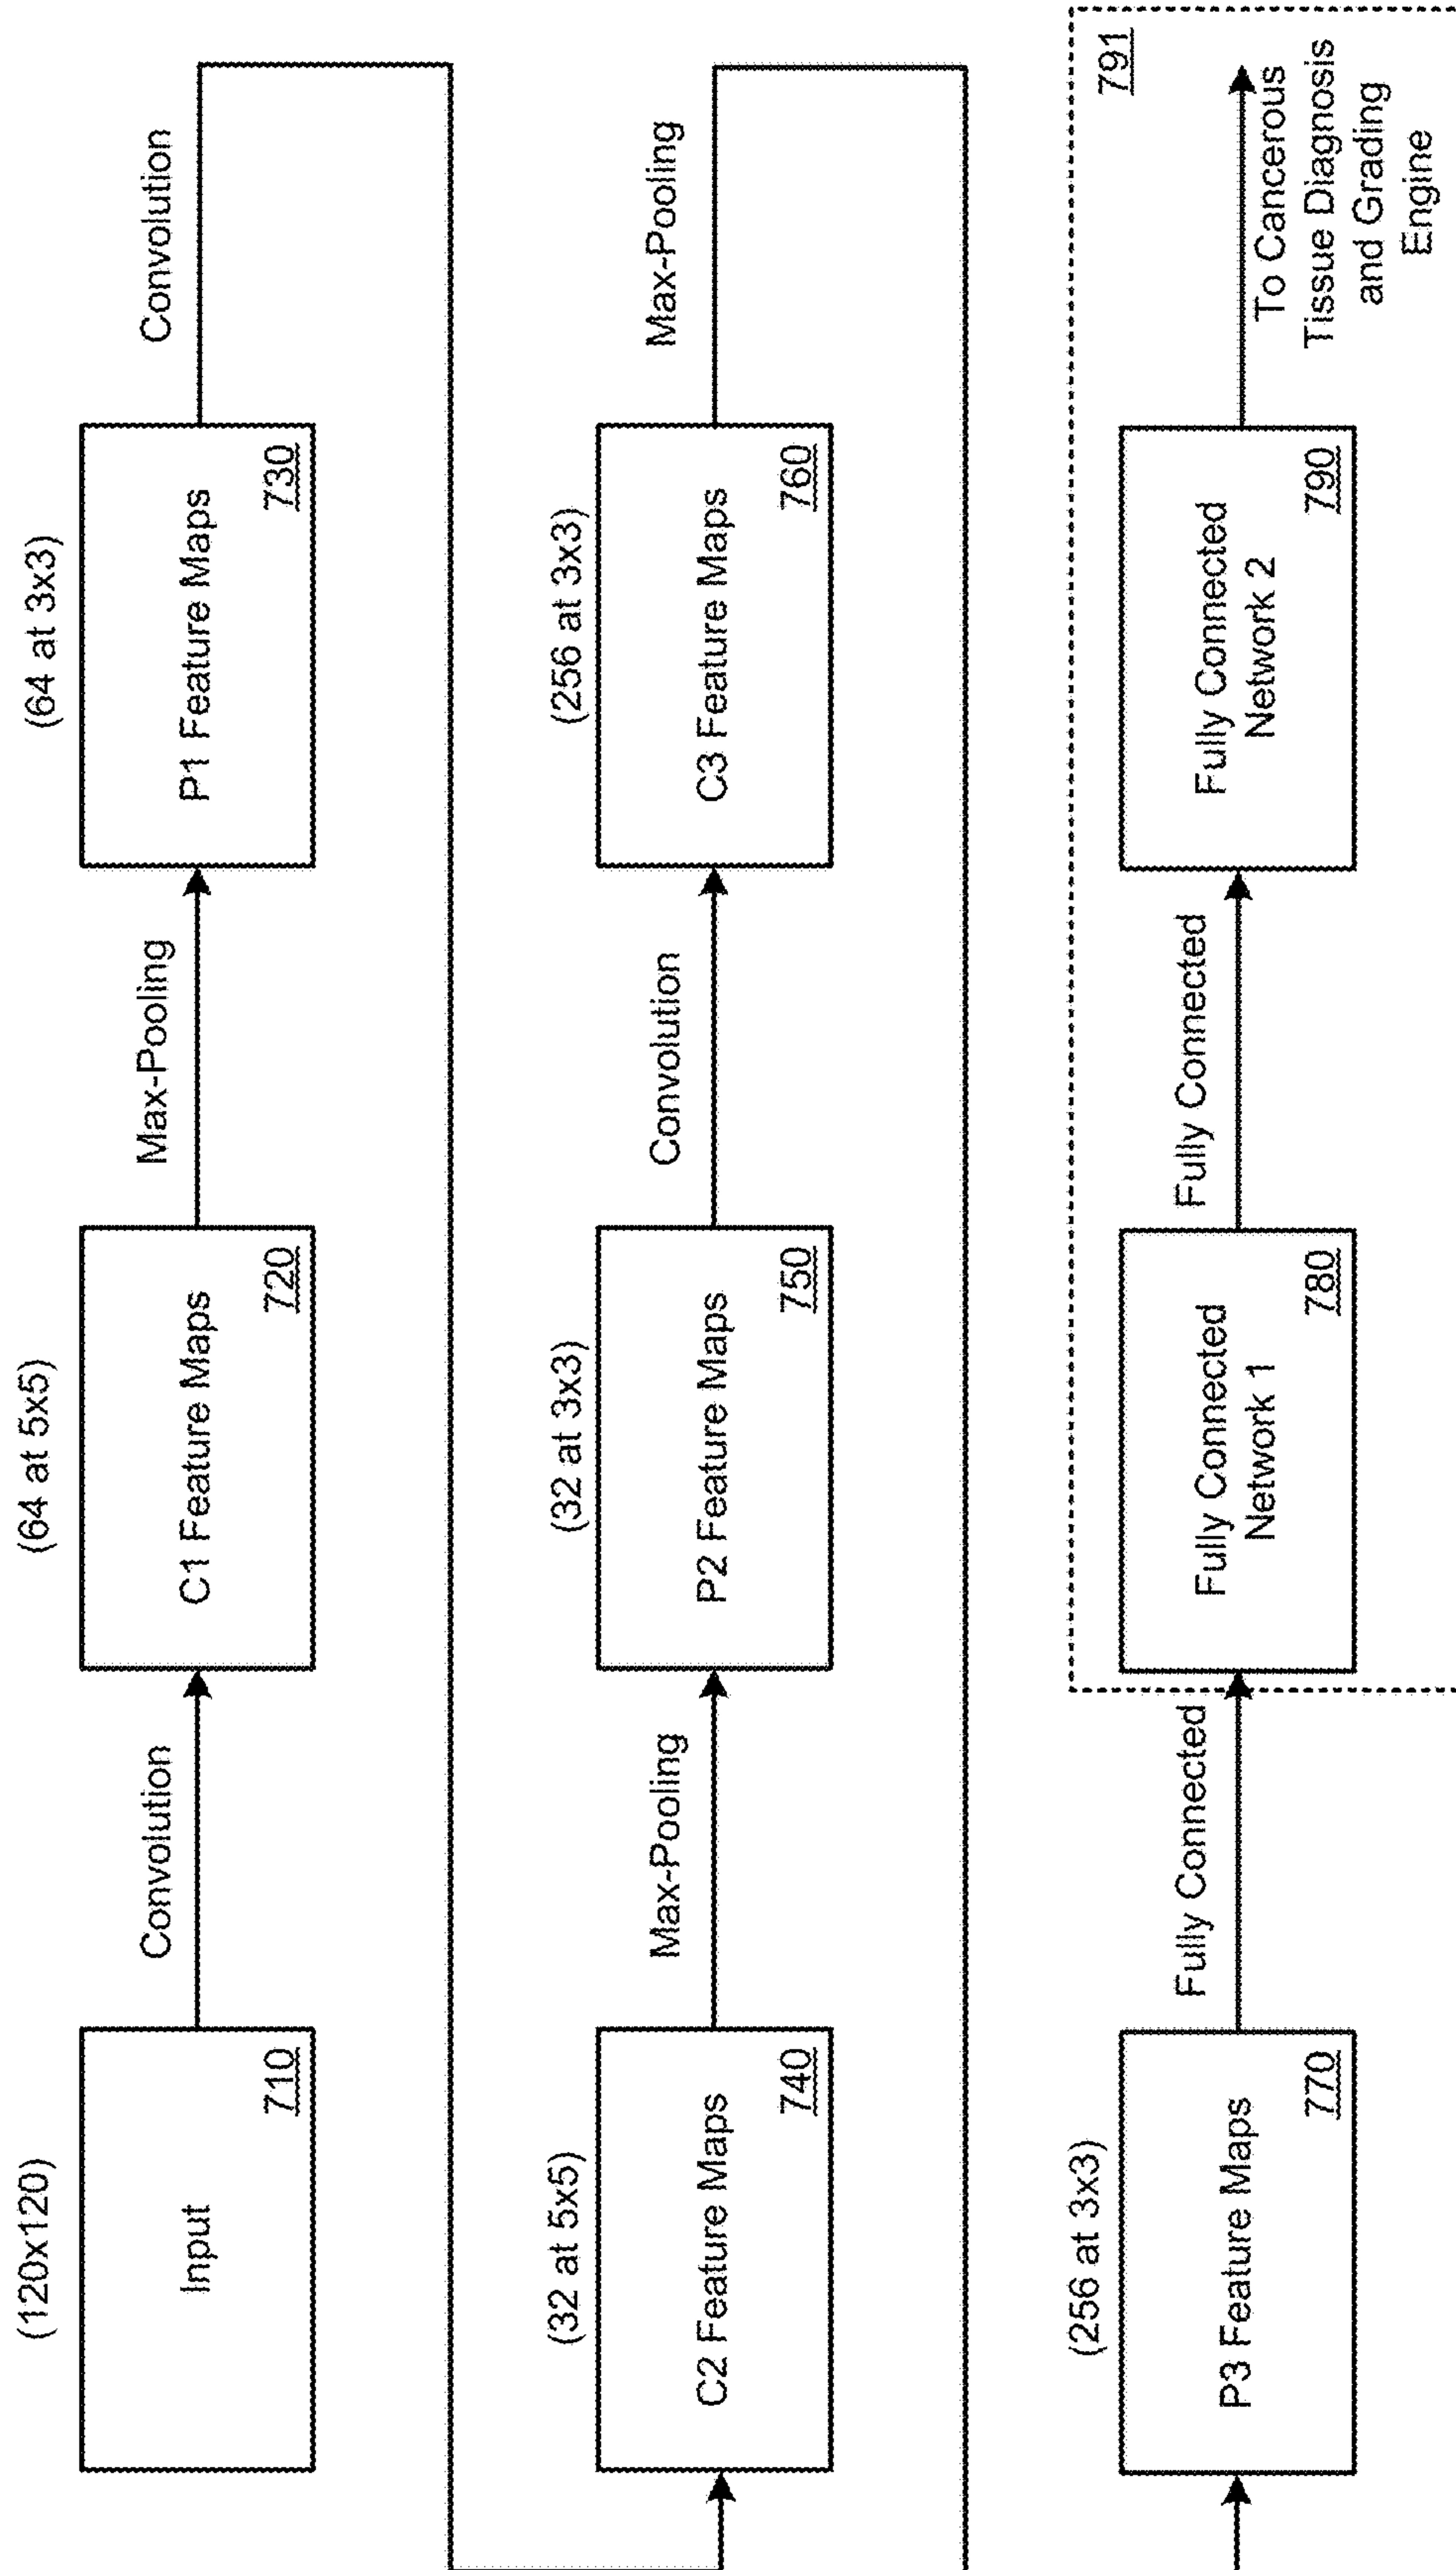 (120x120)
Input
710
Convolution
(64 at 5x5)
C1 Feature Maps
720
Max-Pooling
(64 at 3x3)
P1 Feature Maps
730
Convolution
(32 at 5x5)
C2 Feature Maps
740
Max-Pooling
(32 at 3x3)
P2 Feature Maps
750
Convolution
(256 at 3x3)
C3 Feature Maps
760
Max-Pooling
(256 at 3x3)
P3 Feature Maps
770
Fully Connected
Fully Connected
Network 1
780
Fully Connected
Fully Connected
Network 2
790
791
To Cancerous
Tissue Diagnosis
and Grading
Engine